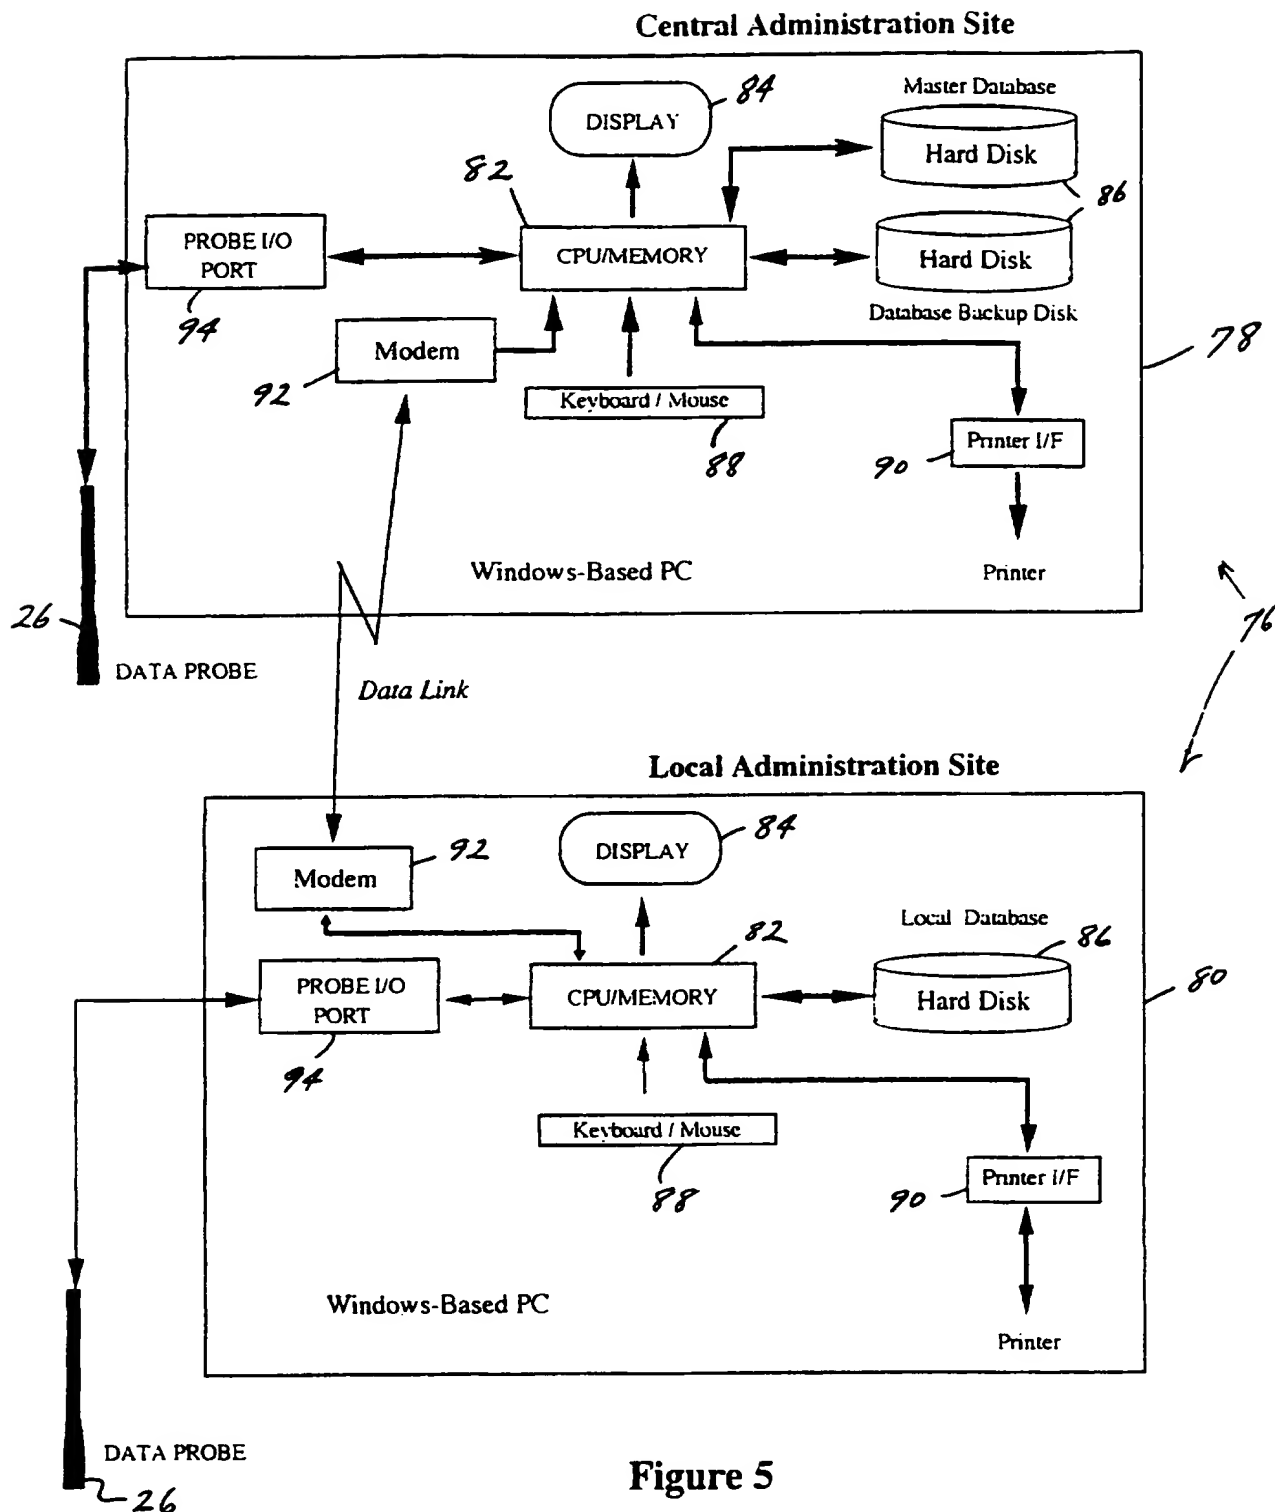 Central Administration Site
DISPLAY
84
Master Database
Hard Disk
86
82
CPU/MEMORY
Hard Disk
Database Backup Disk
PROBE I/O
PORT
94
Modem
92
Keyboard / Mouse
88
78
Printer I/F
90
Printer
Windows-Based PC
76
26
DATA PROBE
Data Link
Local Administration Site
Modem
92
DISPLAY
84
Local Database
86
Hard Disk
82
CPU/MEMORY
80
PROBE I/O
PORT
94
Keyboard / Mouse
88
Printer I/F
90
Printer
Windows-Based PC
DATA PROBE
26
Figure 5